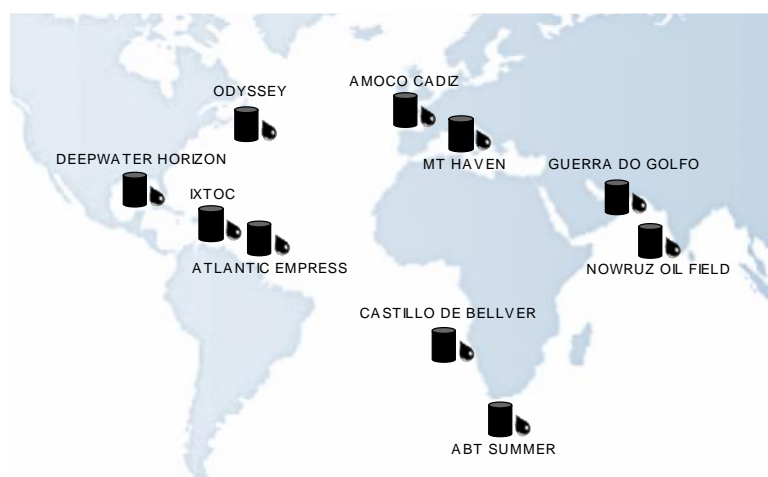 AMOCO CADIZ
ODYSSEY
DEEPWATER HORIZON
MT HAVEN
GUERRA DO GOLFO
IXTOC
ATLANTIC EMPRESS
NOWRUZ OIL FIELD
CASTILLO DE BELLVER
ABT SUMMER